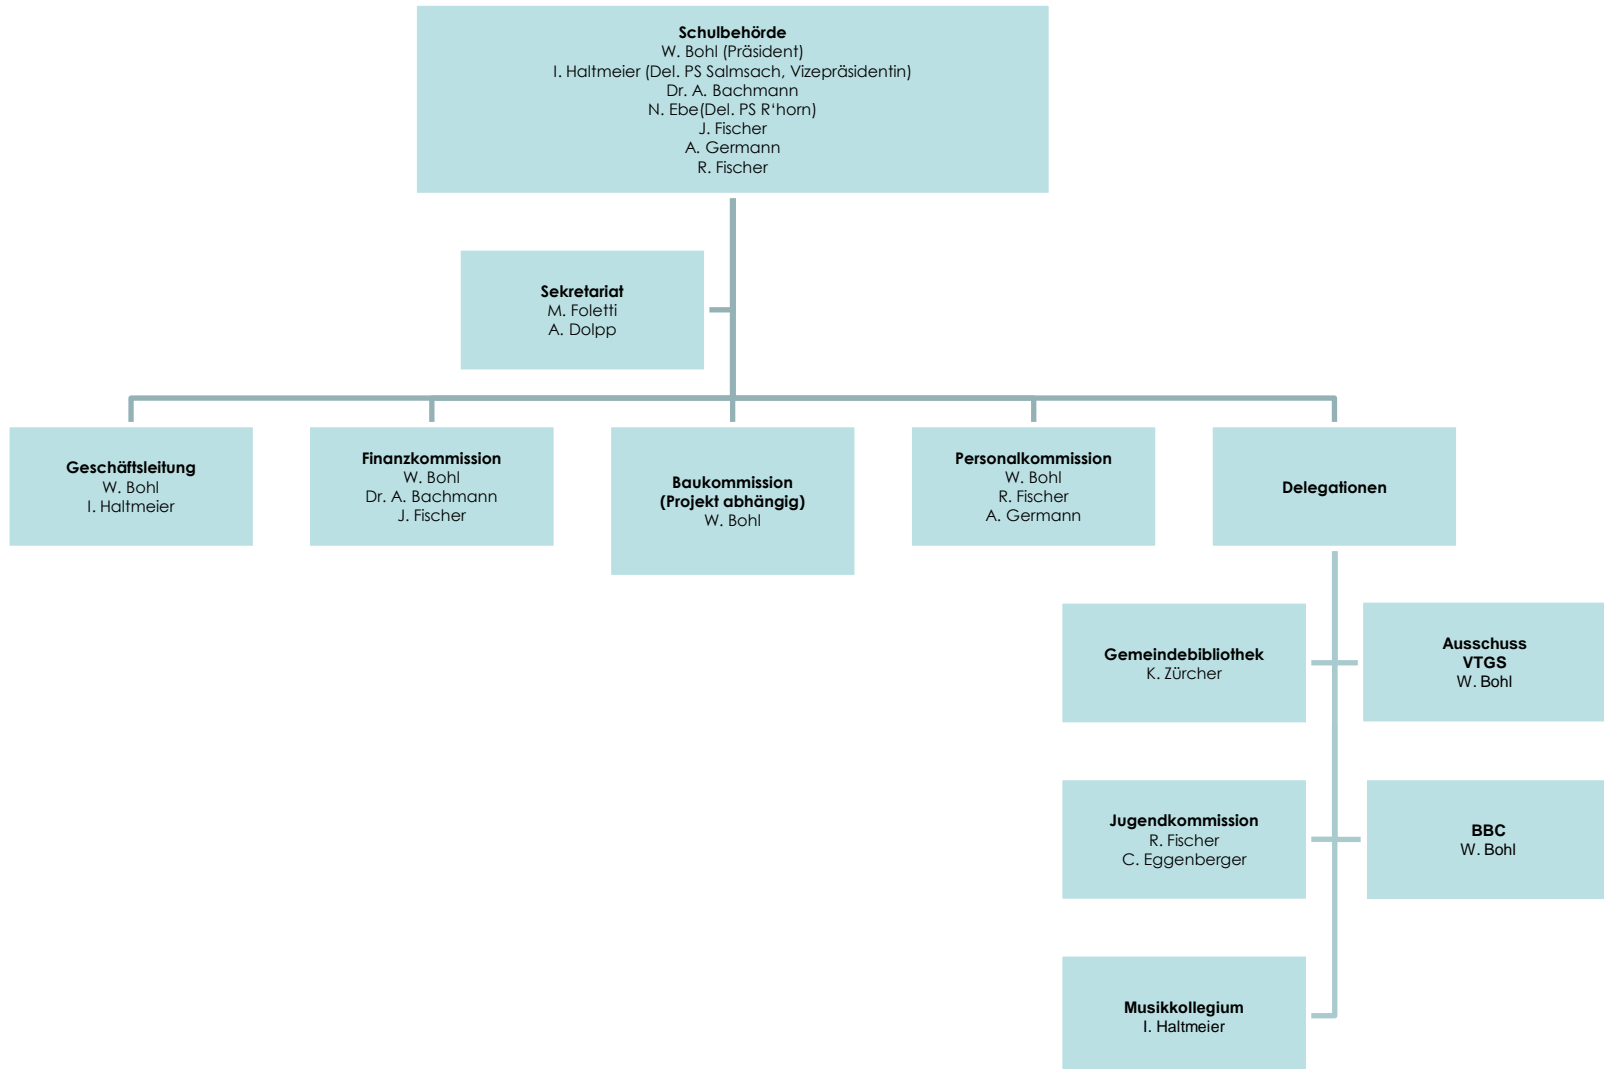 Schulbehörde
W. Bohl (Präsident)
I. Haltmeier (Del. PS Salmsach, Vizepräsidentin)
Dr. A. Bachmann
N. Ebe(Del. PS R‘horn)
J. Fischer
A. Germann
R. Fischer
Sekretariat
M. Foletti
A. Dolpp
Geschäftsleitung
W. Bohl
I. Haltmeier
Finanzkommission
W. Bohl
Dr. A. Bachmann
J. Fischer
Baukommission
(Projekt abhängig)
W. Bohl
Personalkommission
W. Bohl
R. Fischer
A. Germann
Delegationen
Gemeindebibliothek
K. Zürcher
Ausschuss
VTGS
W. Bohl
Jugendkommission
R. Fischer
C. Eggenberger
BBC
W. Bohl
Musikkollegium
I. Haltmeier